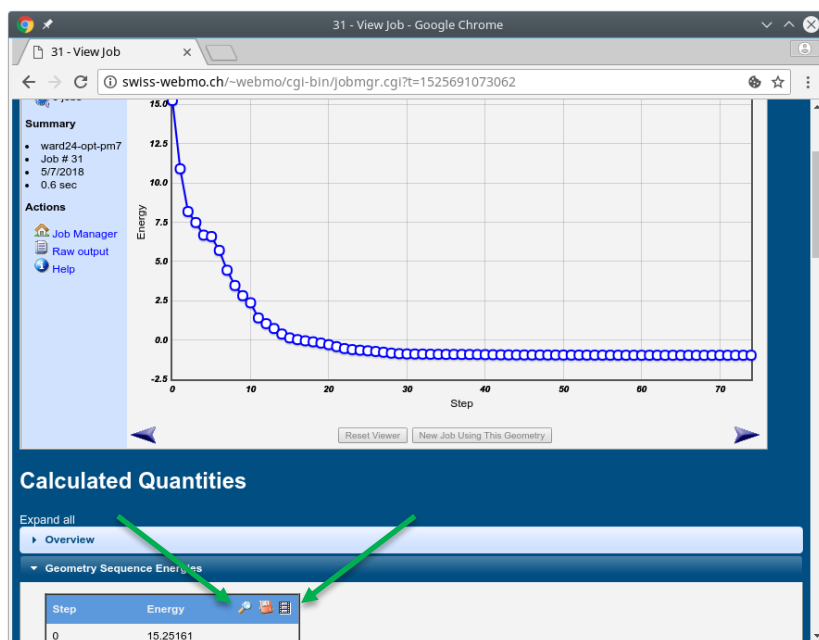 31 - View Job - Google Chrome
31 - View Job
swiss-webmo.ch/~webmo/cgi-bin/jobmgr.cgi?t=1525691073062
Summary
ward24-opt-pm7
Job # 31
5/7/2018
0.6 sec
Actions
Job Manager
Raw output
Help
15.0
12.5
10.0
7.5
5.0
2.5
0.0
-2.5
Energy
0 10 20 30 40 50 60 70
Step
Reset Viewer New Job Using This Geometry
Calculated Quantities
Expand all
Overview
Geometry Sequence Energies
Step Energy
0 15.25161